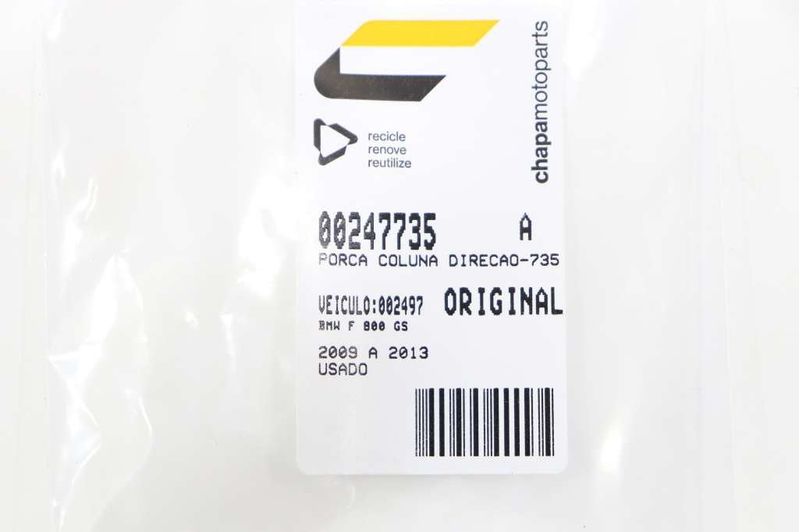 chapamotoparts
recicle
renove
reutilize
00247735 A
PORCA COLUNA DIRECAO-735
VEICULO:002497 ORIGINAL
BMW F 800 GS
2009 A 2013
USADO